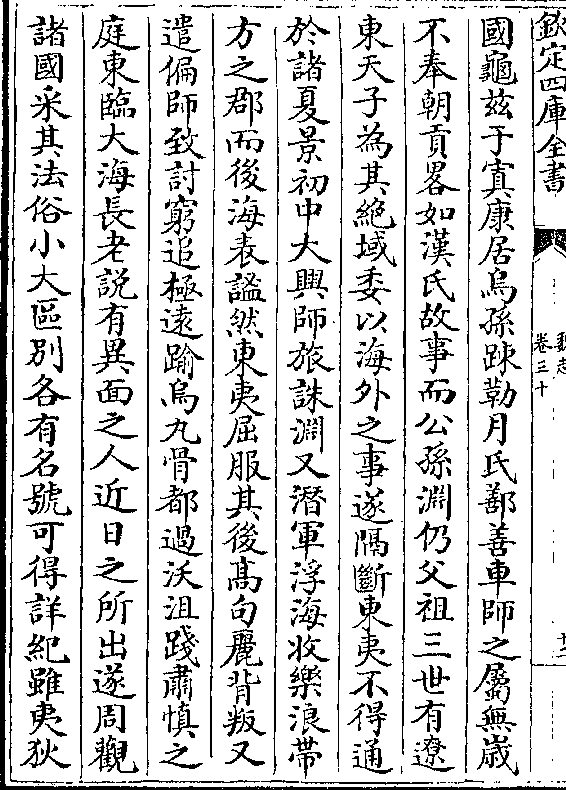 欽定四庫全書
魏志
卷三十
國龜兹于窴康居烏孫疎勒月氏鄯善車師之屬無歳
不奉朝貢畧如漢氏故事而公孫淵仍父祖三世有遼
東天子為其絶域委以海外之事遂隔斷東夷不得通
於諸夏景初中大興師旅誅淵又潛軍浮海收樂浪帶
方之郡而後海表謐然東夷屈服其後髙句麗背叛又
遣偏師致討窮追極遠踰烏丸骨都過沃沮踐肅慎之
庭東臨大海長老説有異面之人近日之所出遂周觀
諸國采其法俗小大區别各有名號可得詳紀雖夷狄